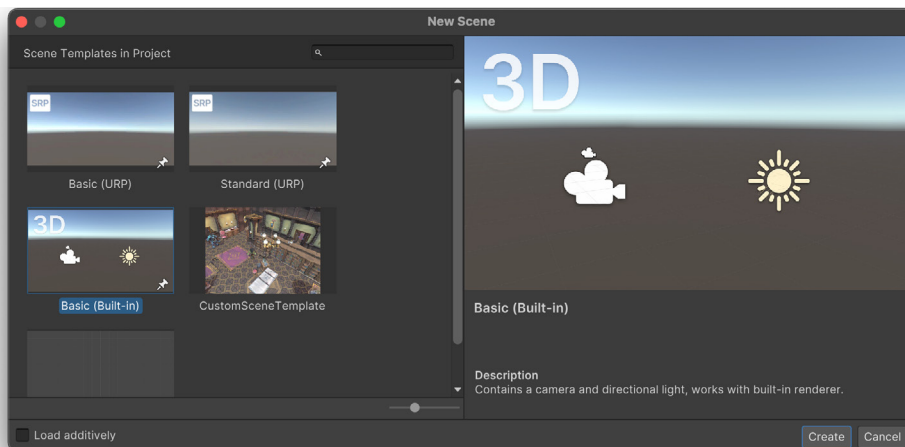 New Scene
Scene Templates in Project
SRP
SRP
Basic (URP)
Standard (URP)
3D
Basic (Built-in)
CustomSceneTemplate
3D
Basic (Built-in)
Description
Contains a camera and directional light, works with built-in renderer.
Load additively
Create
Cancel